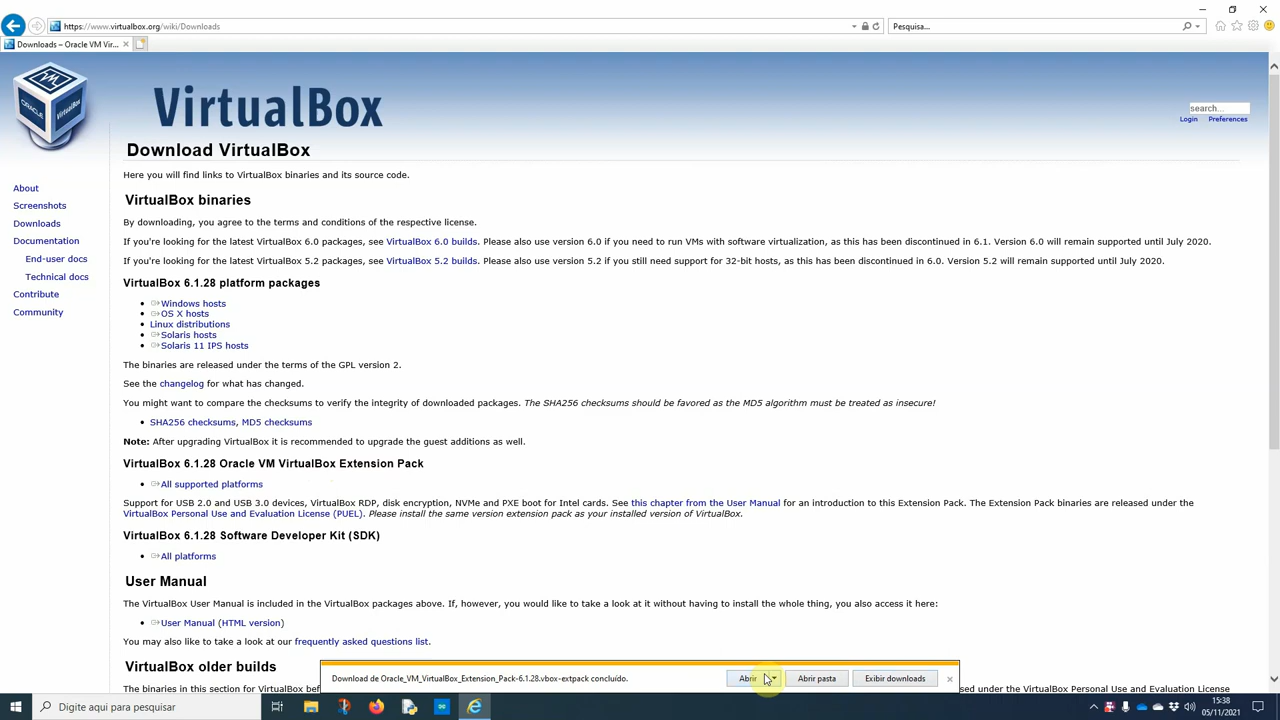 https://www.virtualbox.org/wiki/Downloads
Pesquisa...
Downloads – Oracle VM Vir...
VirtualBox
search...
Login Preferences
Download VirtualBox
Here you will find links to VirtualBox binaries and its source code.
About
Screenshots
Downloads
Documentation
End-user docs
Technical docs
Contribute
Community
VirtualBox binaries
By downloading, you agree to the terms and conditions of the respective license.
If you're looking for the latest VirtualBox 6.0 packages, see VirtualBox 6.0 builds. Please also use version 6.0 if you need to run VMs with software virtualization, as this has been discontinued in 6.1. Version 6.0 will remain supported until July 2020.
If you're looking for the latest VirtualBox 5.2 packages, see VirtualBox 5.2 builds. Please also use version 5.2 if you still need support for 32-bit hosts, as this has been discontinued in 6.0. Version 5.2 will remain supported until July 2020.
VirtualBox 6.1.28 platform packages
Windows hosts
OS X hosts
Linux distributions
Solaris hosts
Solaris 11 IPS hosts
The binaries are released under the terms of the GPL version 2.
See the changelog for what has changed.
You might want to compare the checksums to verify the integrity of downloaded packages. The SHA256 checksums should be favored as the MD5 algorithm must be treated as insecure!
SHA256 checksums, MD5 checksums
Note: After upgrading VirtualBox it is recommended to upgrade the guest additions as well.
VirtualBox 6.1.28 Oracle VM VirtualBox Extension Pack
All supported platforms
Support for USB 2.0 and USB 3.0 devices, VirtualBox RDP, disk encryption, NVMe and PXE boot for Intel cards. See this chapter from the User Manual for an introduction to this Extension Pack. The Extension Pack binaries are released under the
VirtualBox Personal Use and Evaluation License (PUEL). Please install the same version extension pack as your installed version of VirtualBox.
VirtualBox 6.1.28 Software Developer Kit (SDK)
All platforms
User Manual
The VirtualBox User Manual is included in the VirtualBox packages above. If, however, you would like to take a look at it without having to install the whole thing, you also access it here:
User Manual (HTML version)
You may also like to take a look at our frequently asked questions list.
VirtualBox older builds
Download de Oracle_VM_VirtualBox_Extension_Pack-6.1.28.vbox-extpack concluído.
Abrir
Abrir pasta
Exibir downloads
The binaries in this section for VirtualBox
Digite aqui para pesquisar
15:38
05/11/2021